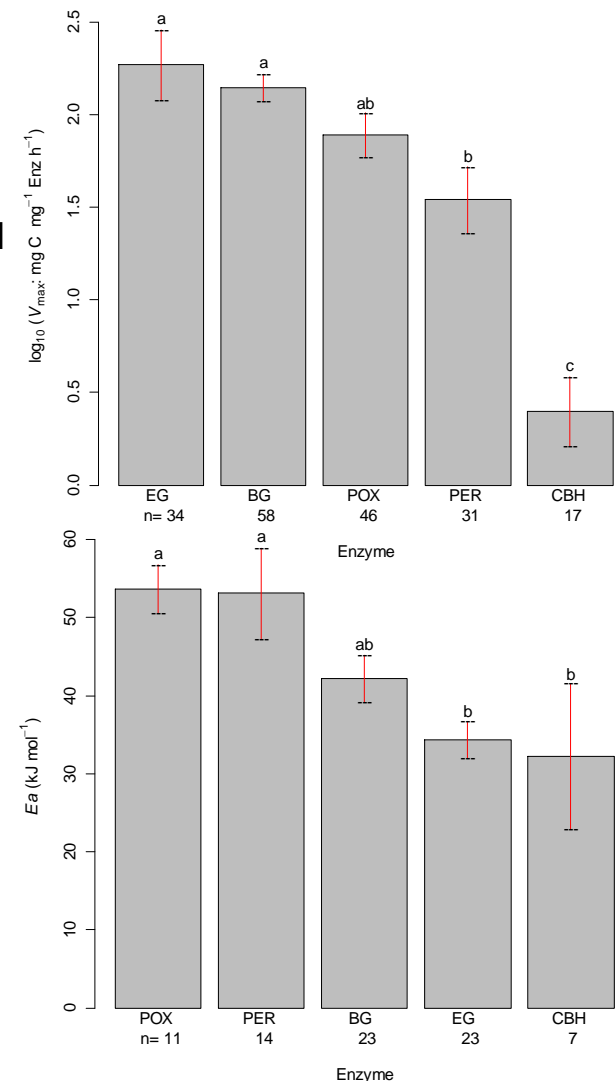 log10 (Vmax: mg C mg−1 Enz h−1)
2.5
2.0
1.5
1.0
0.5
0.0
a
a
ab
b
c
EG BG POX PER CBH
n= 34 58 46 31 17
Enzyme
Ea (kJ mol−1)
60
50
40
30
20
10
0
a
a
ab
b
b
POX PER BG EG CBH
n= 11 14 23 23 7
Enzyme